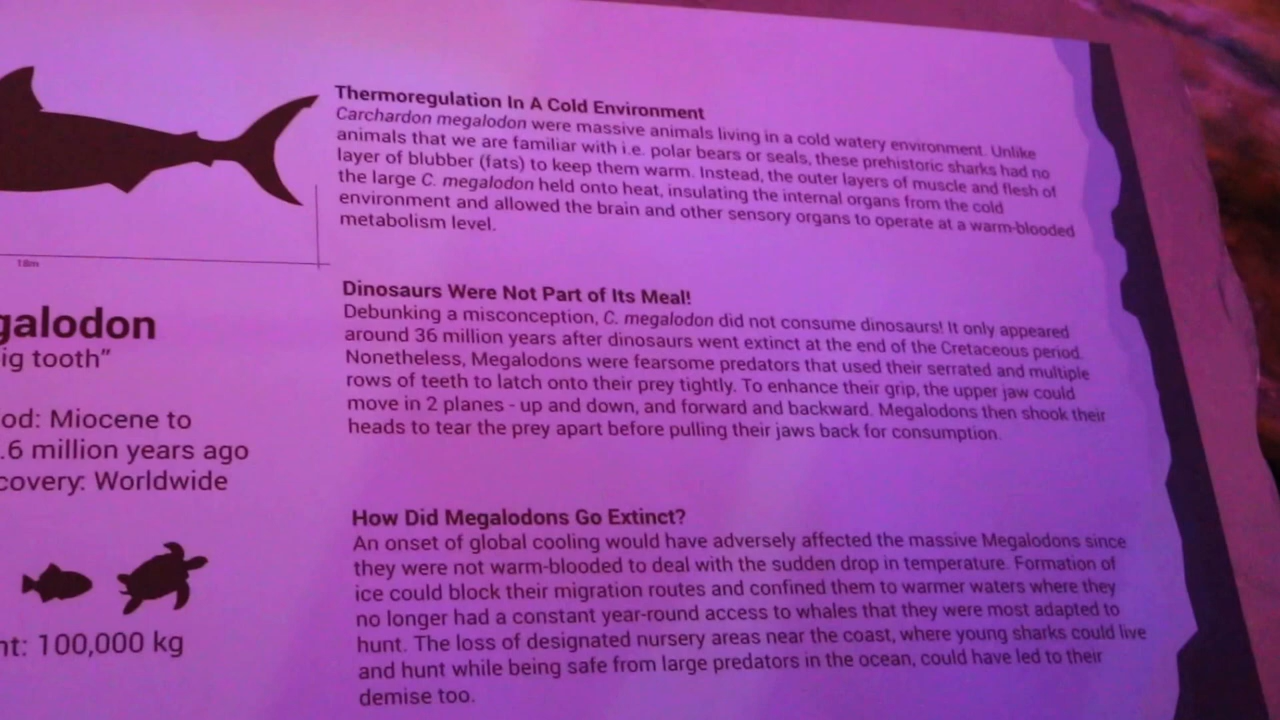 18m
galodon
ig tooth”
od: Miocene to
.6 million years ago
covery: Worldwide
nt: 100,000 kg
Thermoregulation In A Cold Environment
Carchardon megalodon were massive animals living in a cold watery environment. Unlike
animals that we are familiar with i.e. polar bears or seals, these prehistoric sharks had no
layer of blubber (fats) to keep them warm. Instead, the outer layers of muscle and flesh of
the large C. megalodon held onto heat, insulating the internal organs from the cold
environment and allowed the brain and other sensory organs to operate at a warm-blooded
metabolism level.
Dinosaurs Were Not Part of Its Meal!
Debunking a misconception, C. megalodon did not consume dinosaurs! It only appeared
around 36 million years after dinosaurs went extinct at the end of the Cretaceous period.
Nonetheless, Megalodons were fearsome predators that used their serrated and multiple
rows of teeth to latch onto their prey tightly. To enhance their grip, the upper jaw could
move in 2 planes - up and down, and forward and backward. Megalodons then shook their
heads to tear the prey apart before pulling their jaws back for consumption.
How Did Megalodons Go Extinct?
An onset of global cooling would have adversely affected the massive Megalodons since
they were not warm-blooded to deal with the sudden drop in temperature. Formation of
ice could block their migration routes and confined them to warmer waters where they
no longer had a constant year-round access to whales that they were most adapted to
hunt. The loss of designated nursery areas near the coast, where young sharks could live
and hunt while being safe from large predators in the ocean, could have led to their
demise too.